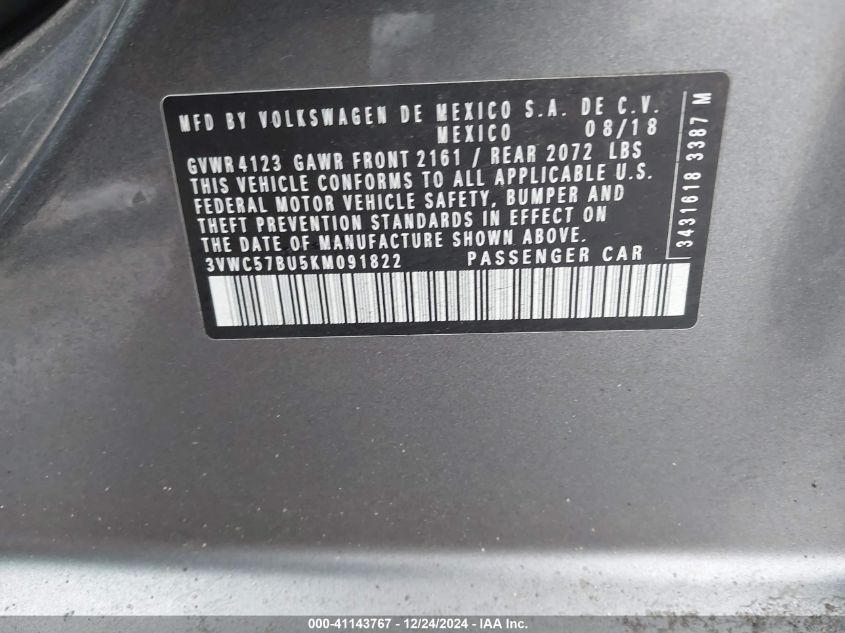 MFD BY VOLKSWAGEN DE MEXICO S.A. DE C.V.
MEXICO 08/18
GVWR 4123 GAWR FRONT 2161 / REAR 2072 LBS
THIS VEHICLE CONFORMS TO ALL APPLICABLE U.S.
FEDERAL MOTOR VEHICLE SAFETY, BUMPER AND
THEFT PREVENTION STANDARDS IN EFFECT ON
THE DATE OF MANUFACTURE SHOWN ABOVE.
3VWC57BU5KM091822 PASSENGER CAR
3431618 3387 M
000-41143767 - 12/24/2024 - IAA, Inc.